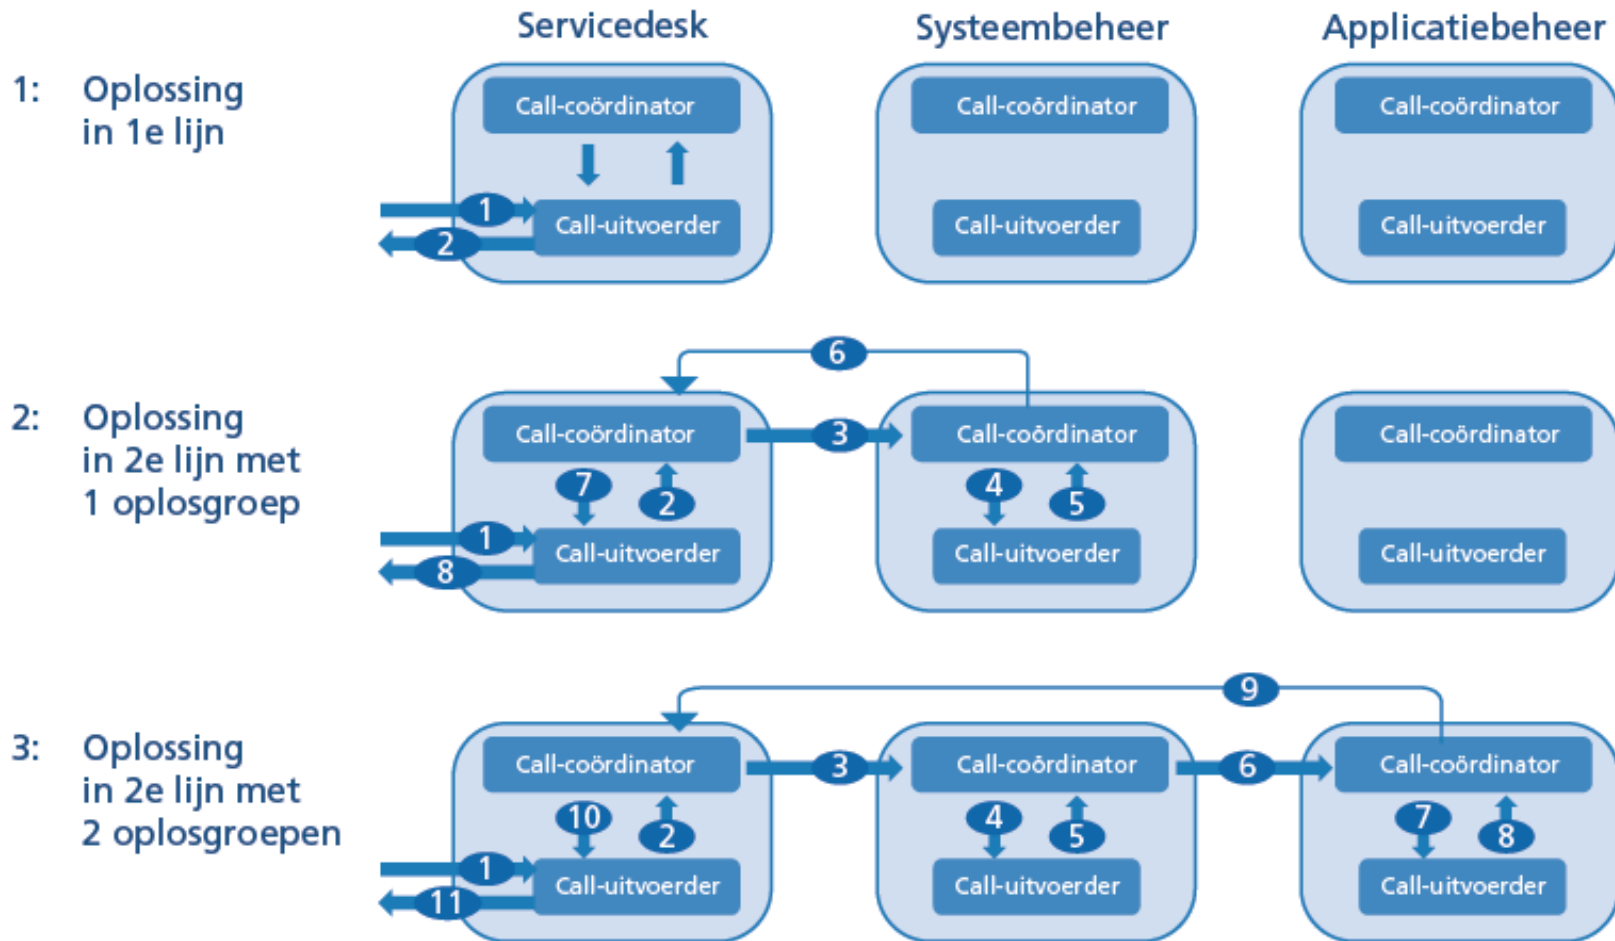 Servicedesk
Systeembeheer
Applicatiebeheer
1: Oplossing
in 1e lijn
Call-coördinator
Call-coördinator
Call-coördinator
1
Call-uitvoerder
Call-uitvoerder
Call-uitvoerder
2
6
2: Oplossing
in 2e lijn met
1 oplosgroep
Call-coördinator
3
Call-coördinator
Call-coördinator
7
2
4
5
1
Call-uitvoerder
Call-uitvoerder
Call-uitvoerder
8
9
3: Oplossing
in 2e lijn met
2 oplosgroepen
Call-coördinator
3
Call-coördinator
6
Call-coördinator
10
2
4
5
7
8
1
Call-uitvoerder
Call-uitvoerder
Call-uitvoerder
11